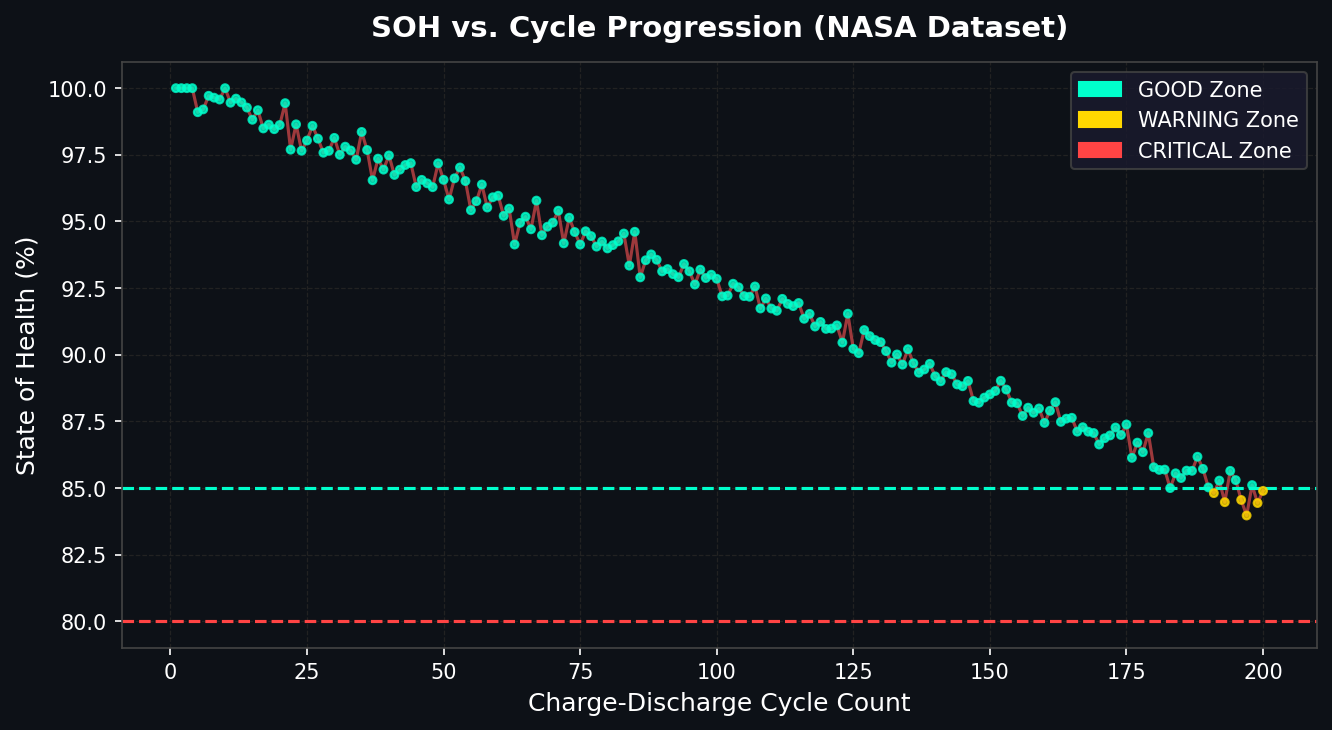 SOH vs. Cycle Progression (NASA Dataset)
GOOD Zone
WARNING Zone
CRITICAL Zone
State of Health (%)
100.0
97.5
95.0
92.5
90.0
87.5
85.0
82.5
80.0
0 25 50 75 100 125 150 175 200
Charge-Discharge Cycle Count